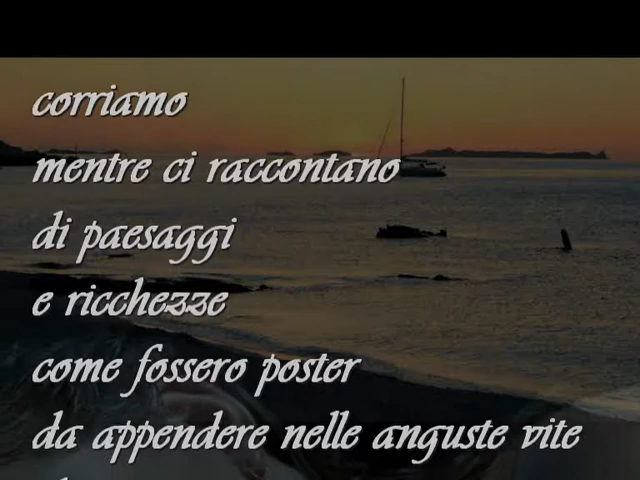 corriamo
mentre ci raccontano
di paesaggi
e ricchezze
come fossero poster
da appendere nelle anguste vite